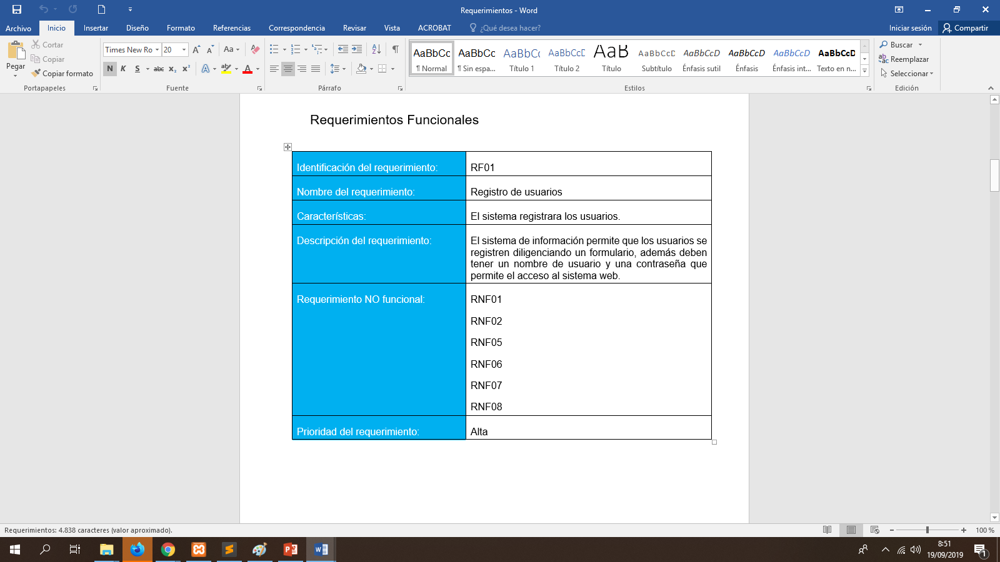 Requerimientos - Word
Archivo Inicio Insertar Diseño Formato Referencias Correspondencia Revisar Vista ACROBAT ¿Qué desea hacer? Iniciar sesión Compartir
Pegar
Cortar
Copiar
Copiar formato
Portapapeles
Times New Ro 20
Aa
N K S abc x₂ x²
A ab A
Fuente
Párrafo
AaBbCc AaBbCc AaBbCc AaBbCcD AaB AaBbCcD AaBbCcD AaBbCcD AaBbCcD AaBbCcD
¶ Normal ¶ Sin espa... Título 1 Título 2 Título Subtítulo Énfasis sutil Énfasis Énfasis int... Texto en n...
Estilos
Buscar
Reemplazar
Seleccionar
Edición
Requerimientos Funcionales
Identificación del requerimiento: RF01
Nombre del requerimiento: Registro de usuarios
Características: El sistema registrara los usuarios.
Descripción del requerimiento: El sistema de información permite que los usuarios se
registren diligenciando un formulario, además deben
tener un nombre de usuario y una contraseña que
permite el acceso al sistema web.
Requerimiento NO funcional: RNF01
RNF02
RNF05
RNF06
RNF07
RNF08
Prioridad del requerimiento: Alta
Requerimientos: 4.838 caracteres (valor aproximado).
100 %
8:51
19/09/2019
1